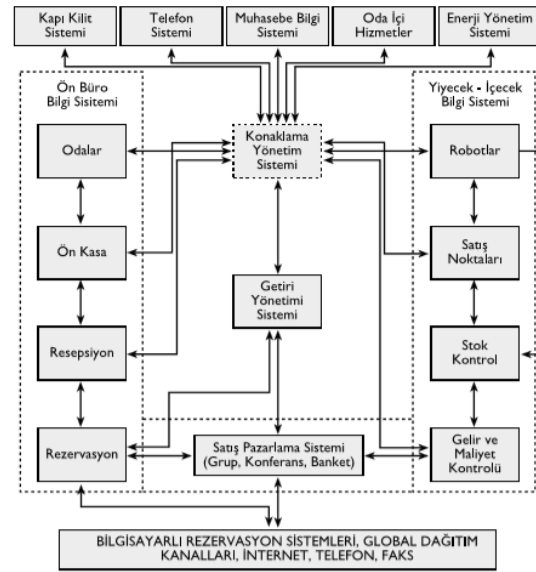 Kapı Kilit
Sistemi
Telefon
Sistemi
Muhasebe Bilgi
Sistemi
Oda İçi
Hizmetler
Enerji Yönetim
Sistemi
Ön Büro
Bilgi Sisitemi
Yiyecek - İçecek
Bilgi Sistemi
Konaklama
Yönetim
Sistemi
Odalar
Robotlar
Ön Kasa
Satış
Noktaları
Getiri
Yönetimi
Sistemi
Resepsiyon
Stok
Kontrol
Rezervasyon
Satış Pazarlama Sistemi
(Grup, Konferans, Banket)
Gelir ve
Maliyet
Kontrolü
BİLGİSAYARLI REZERVASYON SİSTEMLERİ, GLOBAL DAĞITIM
KANALLARI, İNTERNET, TELEFON, FAKS